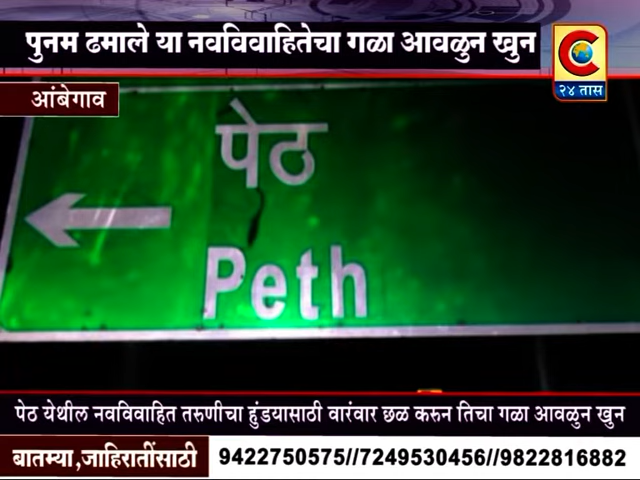 पुनम ढमाले या नवविवाहितेचा गळा आवळुन खुन
C
२४ तास
आंबेगाव
पेठ
Peth
पेठ येथील नवविवाहित तरुणीचा हुंडयासाठी वारंवार छळ करुन तिचा गळा आवळुन खुन
बातम्या,जाहिरातींसाठी 9422750575//7249530456//9822816882